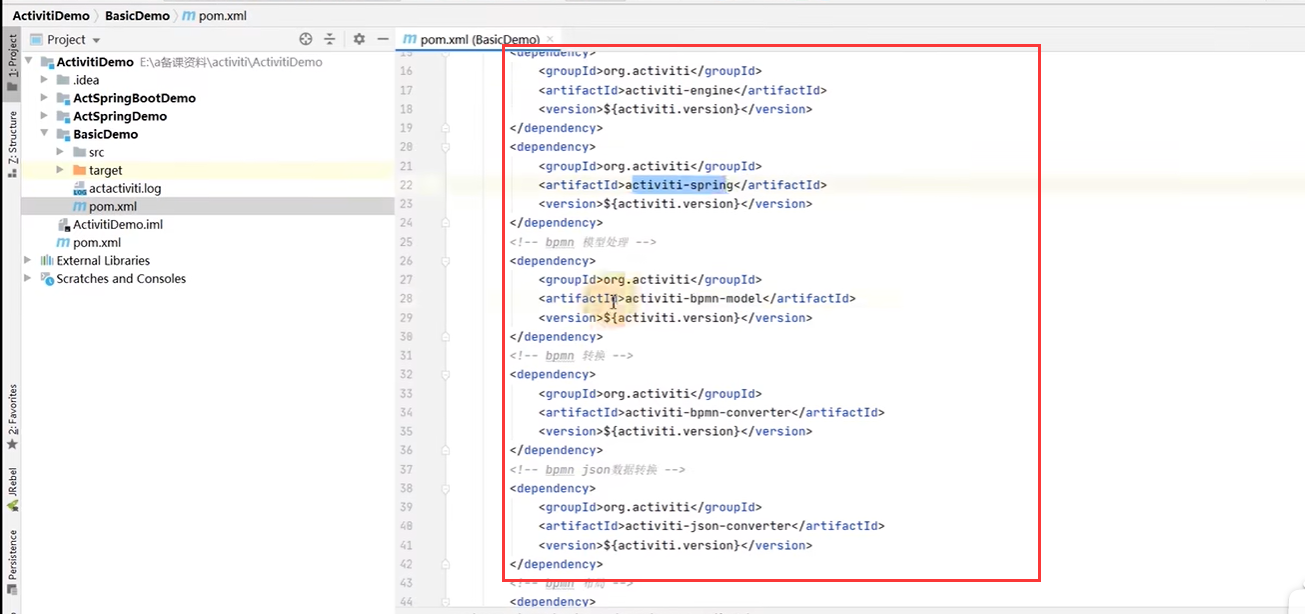 ActivitiDemo BasicDemo pom.xml
Project
pom.xml (BasicDemo)
1: Project
Z: Structure
2: Favorites
JRebel
Persistence
ActivitiDemo E:\a备课资料\activiti\ActivitiDemo
.idea
ActSpringBootDemo
ActSpringDemo
BasicDemo
src
target
actactiviti.log
pom.xml
ActivitiDemo.iml
pom.xml
External Libraries
Scratches and Consoles
15 <dependency>
16 <groupId>org.activiti</groupId>
17 <artifactId>activiti-engine</artifactId>
18 <version>${activiti.version}</version>
19 </dependency>
20 <dependency>
21 <groupId>org.activiti</groupId>
22 <artifactId>activiti-spring</artifactId>
23 <version>${activiti.version}</version>
24 </dependency>
25 <!-- bpmn 模型处理 -->
26 <dependency>
27 <groupId>org.activiti</groupId>
28 <artifactId>activiti-bpmn-model</artifactId>
29 <version>${activiti.version}</version>
30 </dependency>
31 <!-- bpmn 转换 -->
32 <dependency>
33 <groupId>org.activiti</groupId>
34 <artifactId>activiti-bpmn-converter</artifactId>
35 <version>${activiti.version}</version>
36 </dependency>
37 <!-- bpmn json数据转换 -->
38 <dependency>
39 <groupId>org.activiti</groupId>
40 <artifactId>activiti-json-converter</artifactId>
41 <version>${activiti.version}</version>
42 </dependency>
43 <!-- bpmn 布局 -->
44 <dependency>